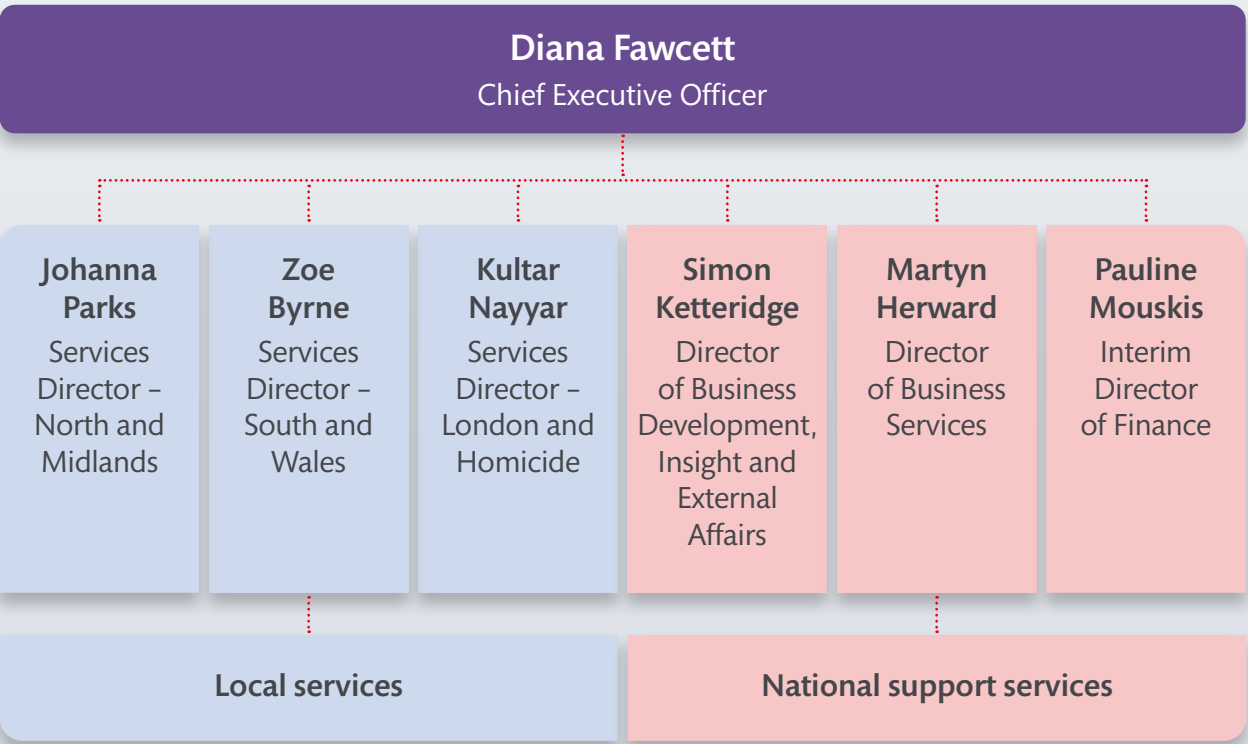 Diana Fawcett
Chief Executive Officer
Johanna
Parks
Services
Director –
North and
Midlands
Zoe
Byrne
Services
Director –
South and
Wales
Kultar
Nayyar
Services
Director –
London and
Homicide
Simon
Ketteridge
Director
of Business
Development,
Insight and
External
Affairs
Martyn
Herward
Director
of Business
Services
Pauline
Mouskis
Interim
Director
of Finance
Local services
National support services